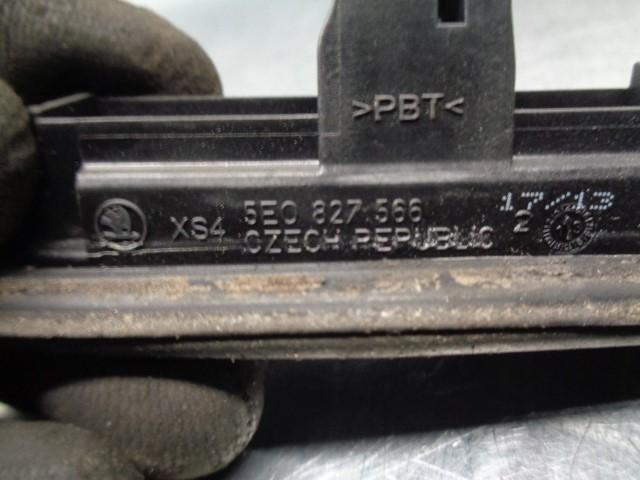 >PBT<
XS4 5E0 827 566
CZECH REPUBLIC
17-13
2